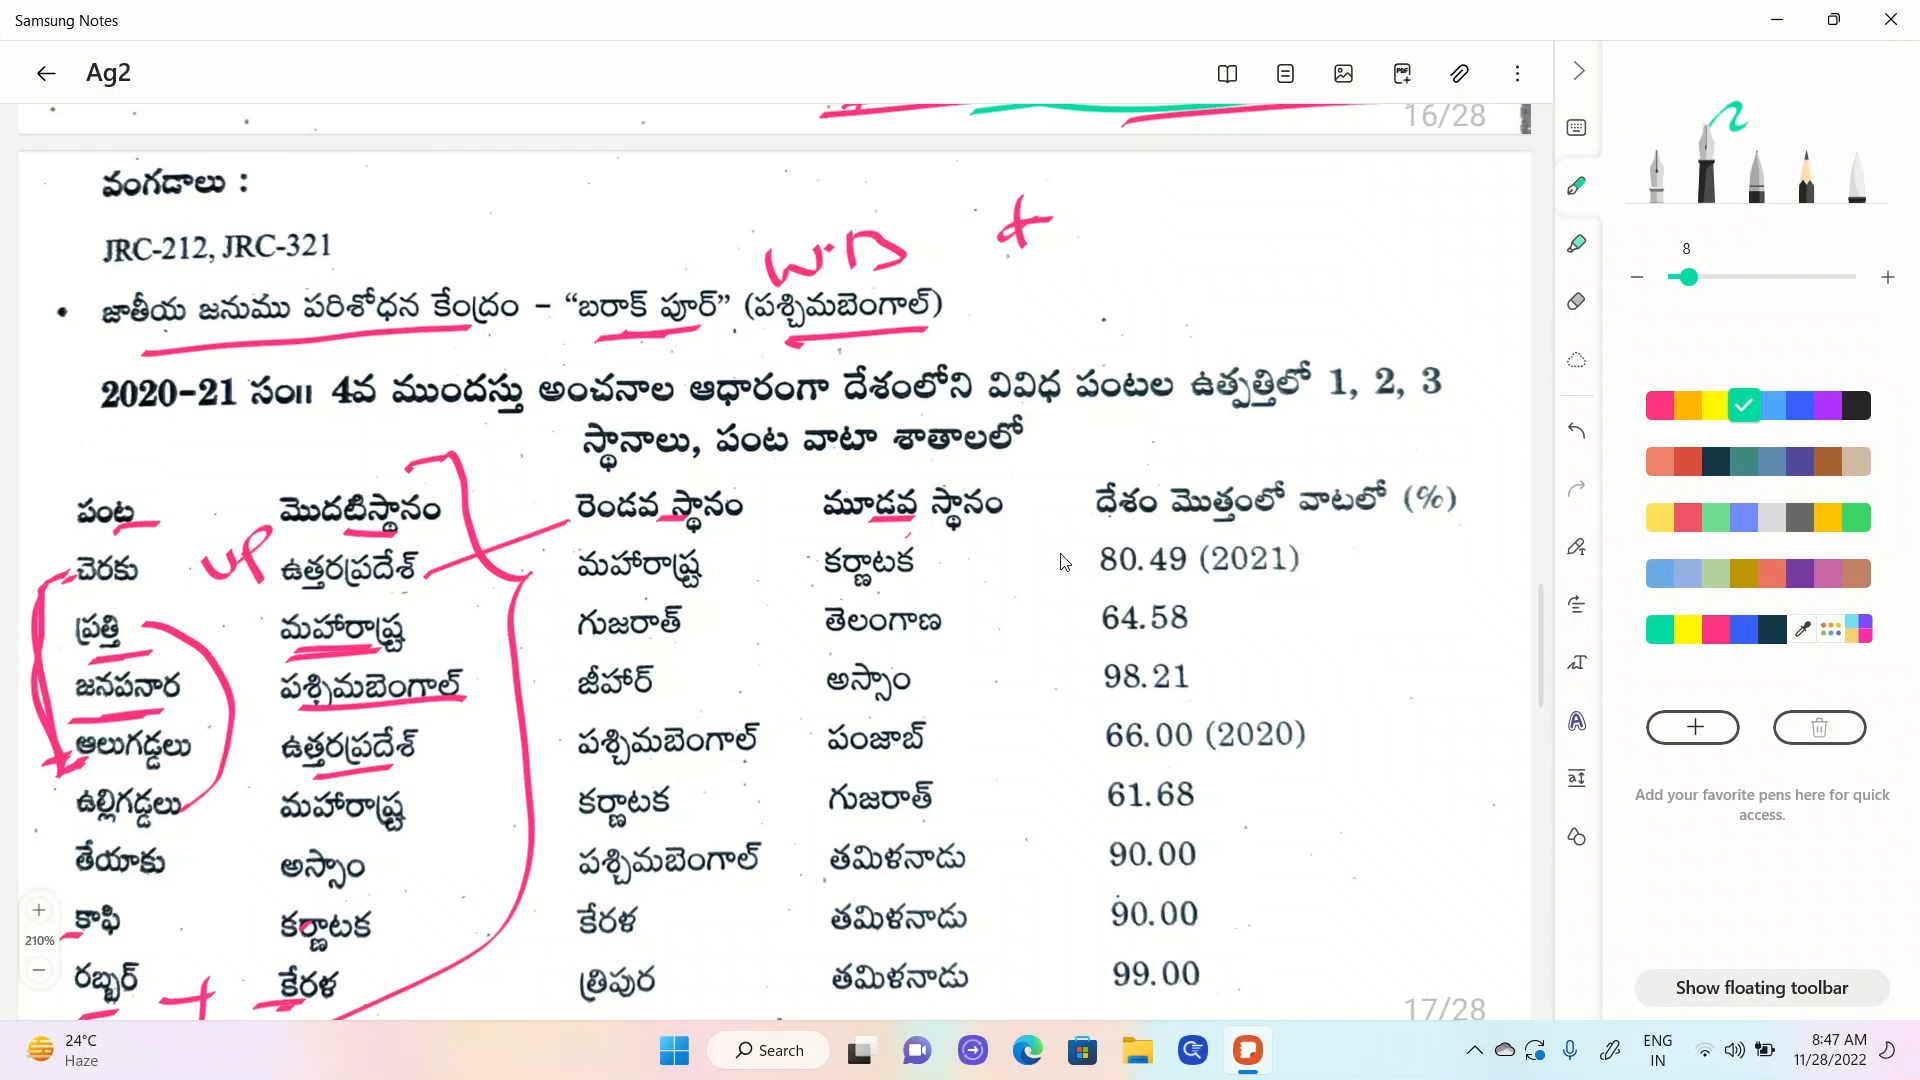 Samsung Notes
Ag2
16/28
వంగడాలు :
JRC-212, JRC-321
W.B +
• జాతీయ జనుము పరిశోధన కేంద్రం – “బరాక్ పూర్” (పశ్చిమబెంగాల్)
2020-21 సం॥ 4వ ముందస్తు అంచనాల ఆధారంగా దేశంలోని వివిధ పంటల ఉత్పత్తిలో 1, 2, 3
స్థానాలు, పంట వాటా శాతాలలో
పంట మొదటిస్థానం రెండవ స్థానం మూడవ స్థానం దేశం మొత్తంలో వాటలో (%)
చెరకు UP ఉత్తరప్రదేశ్ మహారాష్ట్ర కర్ణాటక 80.49 (2021)
ప్రత్తి మహారాష్ట్ర గుజరాత్ తెలంగాణ 64.58
జనపనార పశ్చిమబెంగాల్ జీహార్ అస్సాం 98.21
ఆలుగడ్డలు ఉత్తరప్రదేశ్ పశ్చిమబెంగాల్ పంజాబ్ 66.00 (2020)
ఉల్లిగడ్డలు మహారాష్ట్ర కర్ణాటక గుజరాత్ 61.68
తేయాకు అస్సాం పశ్చిమబెంగాల్ తమిళనాడు 90.00
కాఫి కర్ణాటక కేరళ తమిళనాడు 90.00
రబ్బర్ కేరళ త్రిపుర తమిళనాడు 99.00
17/28
210%
8
Add your favorite pens here for quick
access.
Show floating toolbar
24°C
Haze
Search
ENG
IN
8:47 AM
11/28/2022